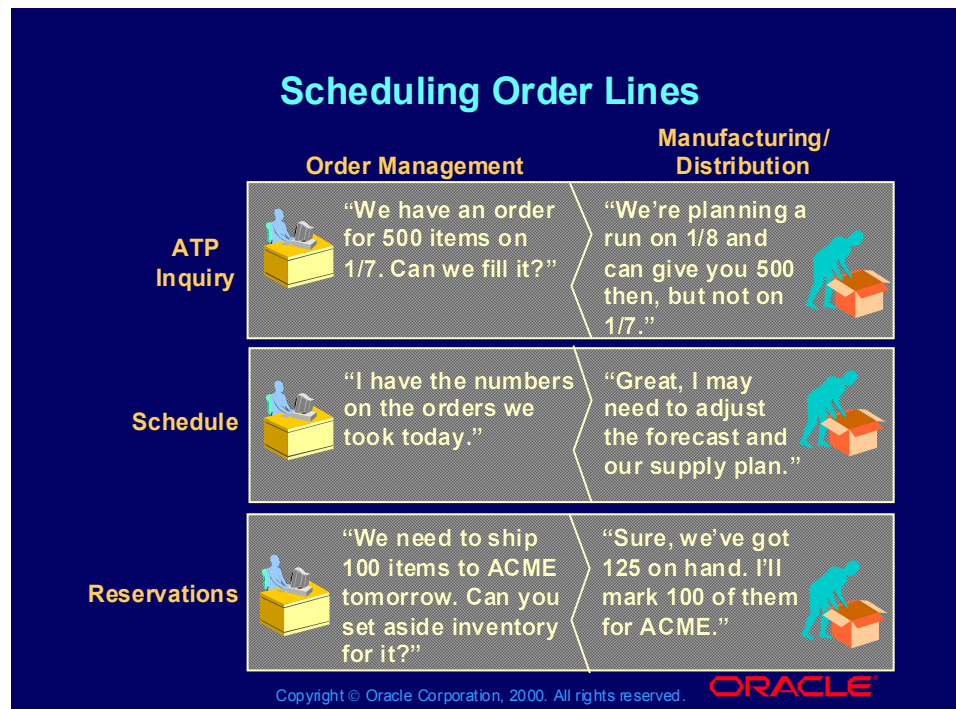 Scheduling Order Lines
Order Management
Manufacturing/
Distribution
ATP
Inquiry
“We have an order
for 500 items on
1/7. Can we fill it?”
“We’re planning a
run on 1/8 and
can give you 500
then, but not on
1/7.”
Schedule
“I have the numbers
on the orders we
took today.”
“Great, I may
need to adjust
the forecast and
our supply plan.”
Reservations
“We need to ship
100 items to ACME
tomorrow. Can you
set aside inventory
for it?”
“Sure, we’ve got
125 on hand. I’ll
mark 100 of them
for ACME.”
Copyright © Oracle Corporation, 2000. All rights reserved.
ORACLE®